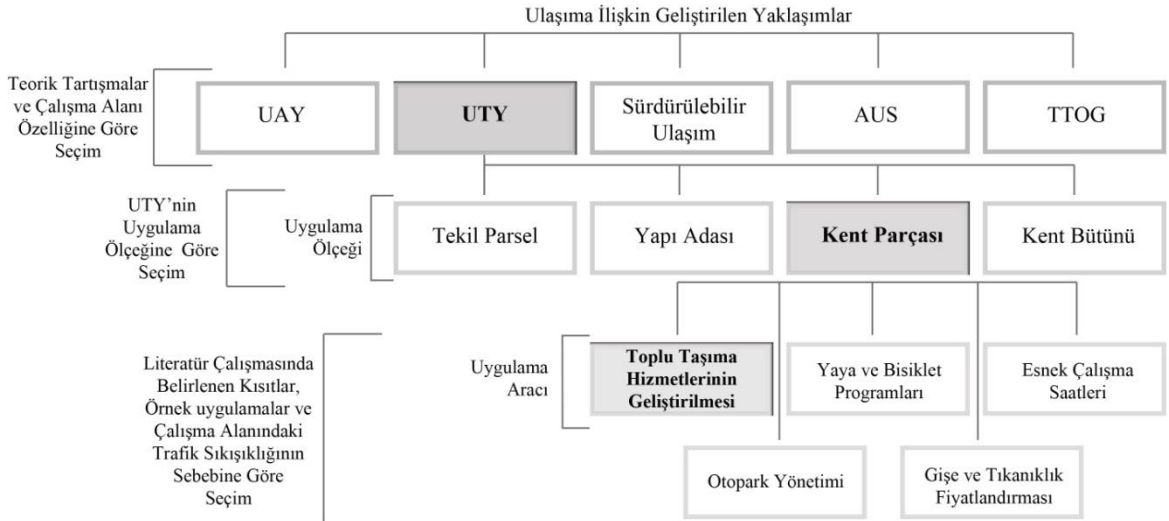 Ulaşıma İlişkin Geliştirilen Yaklaşımlar
Teorik Tartışmalar
ve Çalışma Alanı
Özelliğine Göre
Seçim
UAY
UTY
Sürdürülebilir
Ulaşım
AUS
TTOG
UTY’nin
Uygulama
Ölçeğine Göre
Seçim
Uygulama
Ölçeği
Tekil Parsel
Yapı Adası
Kent Parçası
Kent Bütünü
Literatür Çalışmasında
Belirlenen Kısıtlar,
Örnek uygulamalar ve
Çalışma Alanındaki
Trafik Sıkışıklığının
Sebebine Göre
Seçim
Uygulama
Aracı
Toplu Taşıma
Hizmetlerinin
Geliştirilmesi
Yaya ve Bisiklet
Programları
Esnek Çalışma
Saatleri
Otopark Yönetimi
Gişe ve Tıkanıklık
Fiyatlandırması